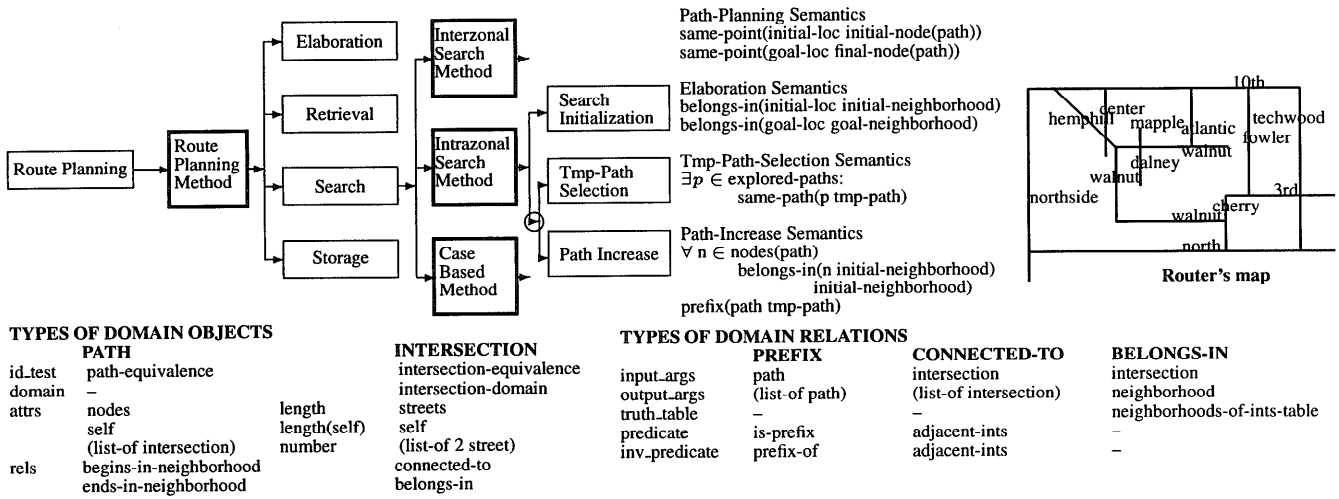 Route Planning
Route
Planning
Method
Elaboration
Retrieval
Search
Storage
Interzonal
Search
Method
Intrazonal
Search
Method
Case
Based
Method
Search
Initialization
Tmp-Path
Selection
Path Increase
Path-Planning Semantics
same-point(initial-loc initial-node(path))
same-point(goal-loc final-node(path))
Elaboration Semantics
belongs-in(initial-loc initial-neighborhood)
belongs-in(goal-loc goal-neighborhood)
Tmp-Path-Selection Semantics
∃p ∈ explored-paths:
same-path(p tmp-path)
Path-Increase Semantics
∀ n ∈ nodes(path)
belongs-in(n initial-neighborhood)
initial-neighborhood)
prefix(path tmp-path)
10th
center
hemphill
mapple
atlantic
techwood
fowler
walnut
dalney
walnut
northside
3rd
cherry
walnut
north
Router's map
TYPES OF DOMAIN OBJECTS
PATH INTERSECTION
id_test path-equivalence intersection-equivalence
domain – intersection-domain
attrs nodes length streets
self length(self) self
(list-of intersection) number (list-of 2 street)
rels begins-in-neighborhood connected-to
ends-in-neighborhood belongs-in
TYPES OF DOMAIN RELATIONS
PREFIX CONNECTED-TO BELONGS-IN
input_args path intersection intersection
output_args (list-of path) (list-of intersection) neighborhood
truth_table – – neighborhoods-of-ints-table
predicate is-prefix adjacent-ints –
inv_predicate prefix-of adjacent-ints –